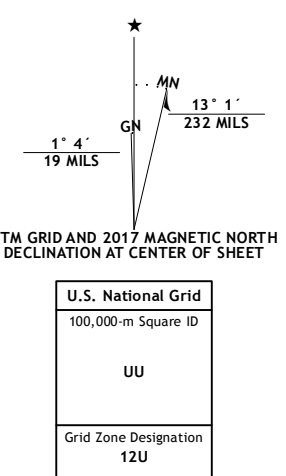 MN
13° 1´
232 MILS
GN
1° 4´
19 MILS
TM GRID AND 2017 MAGNETIC NORTH
DECLINATION AT CENTER OF SHEET
U.S. National Grid
100,000-m Square ID
UU
Grid Zone Designation
12U